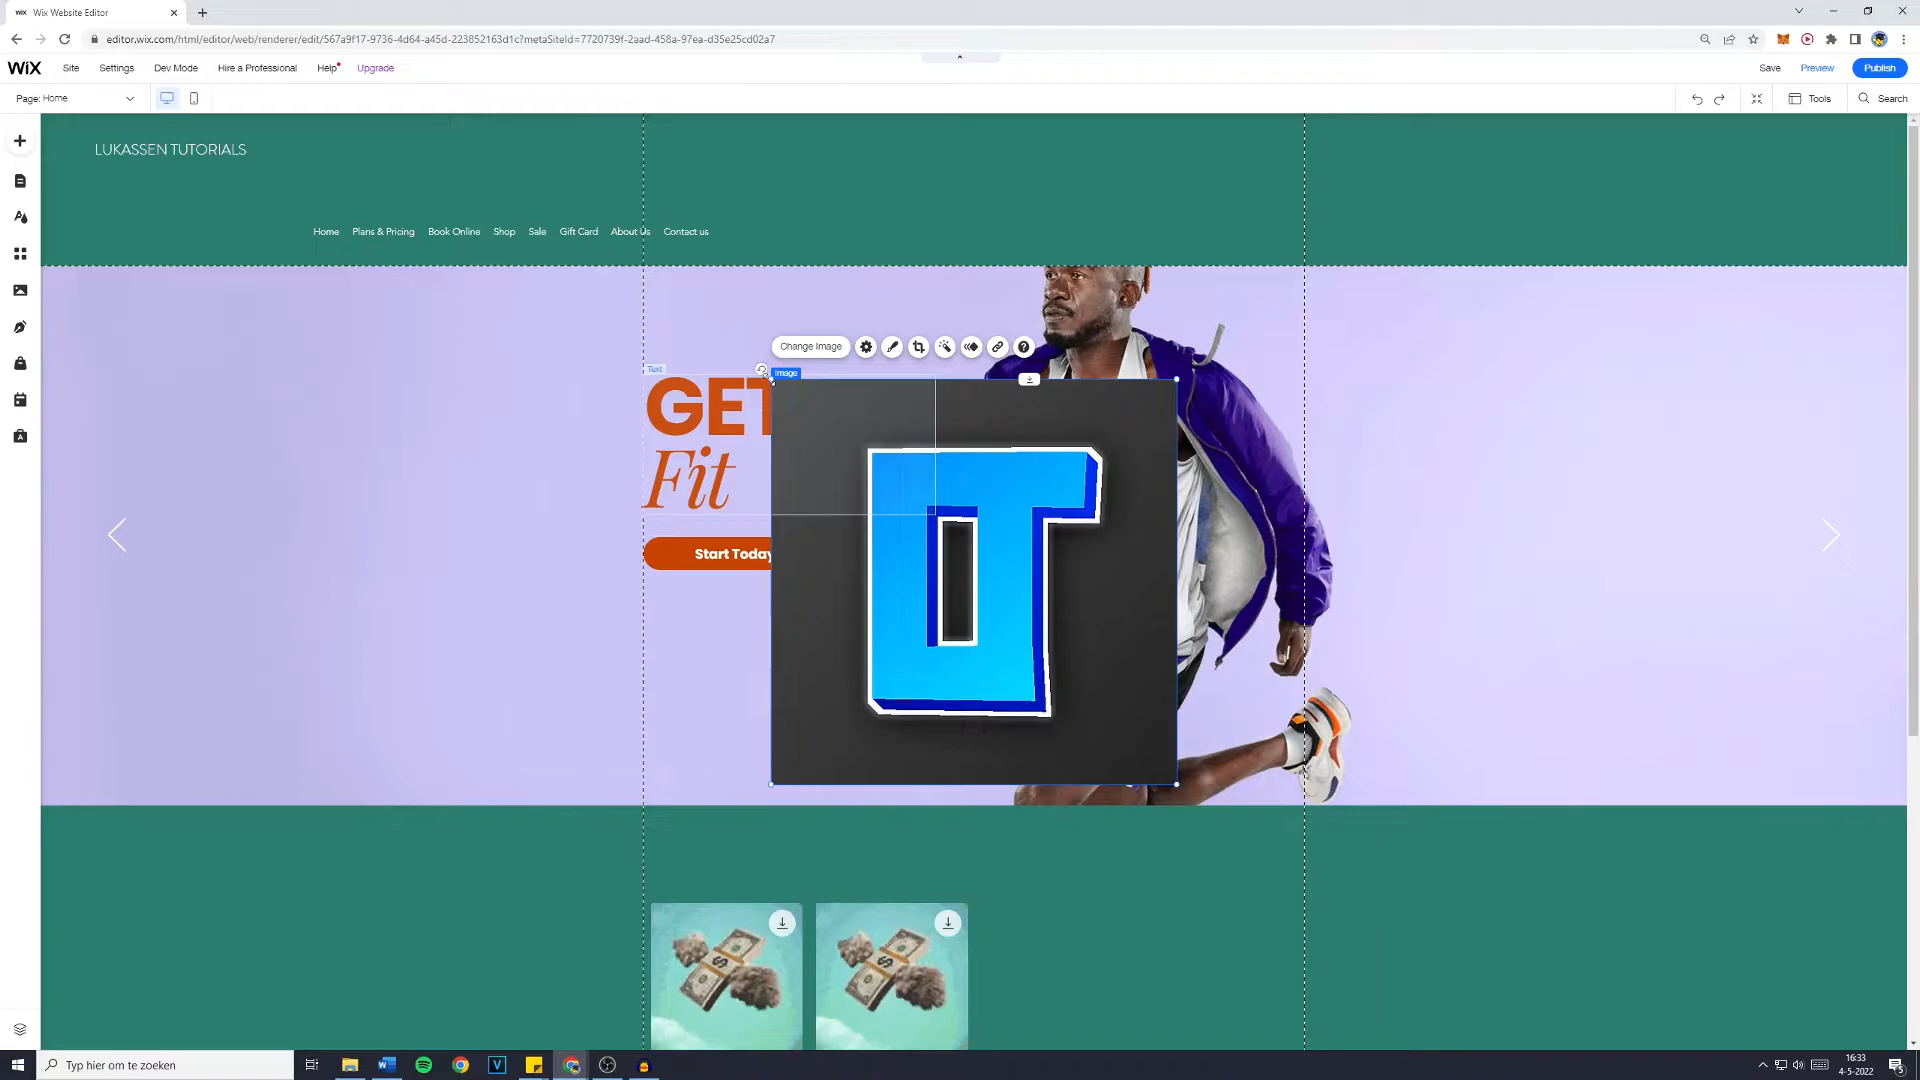 Wix Website Editor
editor.wix.com/html/editor/web/renderer/edit/567a9f17-9736-4d64-a45d-223852163d1c?metaSiteId=7720739f-2aad-458a-97ea-d35e25cd02a7
WiX Site Settings Dev Mode Hire a Professional Help Upgrade Save Preview Publish
Page: Home Tools Search
LUKASSEN TUTORIALS
Home Plans & Pricing Book Online Shop Sale Gift Card About Us Contact us
Change Image
Text
Image
GET
Fit
Start Today
LT
Typ hier om te zoeken
16:33
4-5-2022